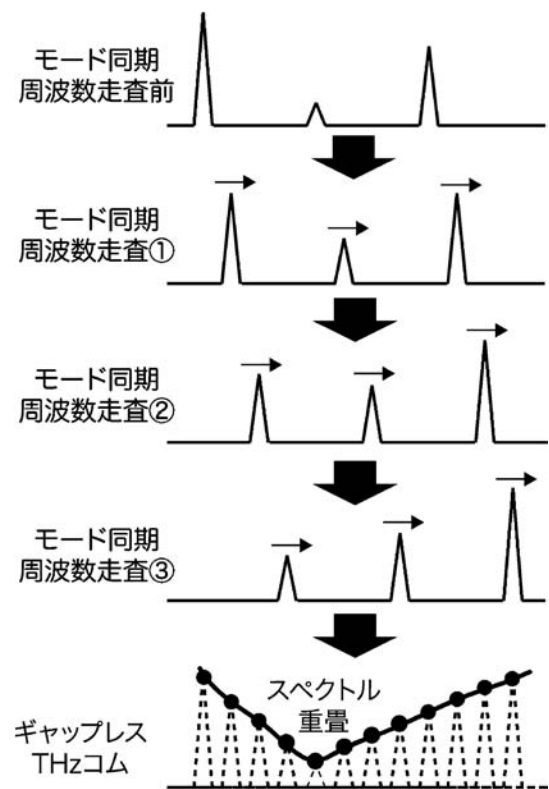 モード同期
周波数走査前
モード同期
周波数走査①
モード同期
周波数走査②
モード同期
周波数走査③
スペクトル
重畳
ギャップレス
THzコム